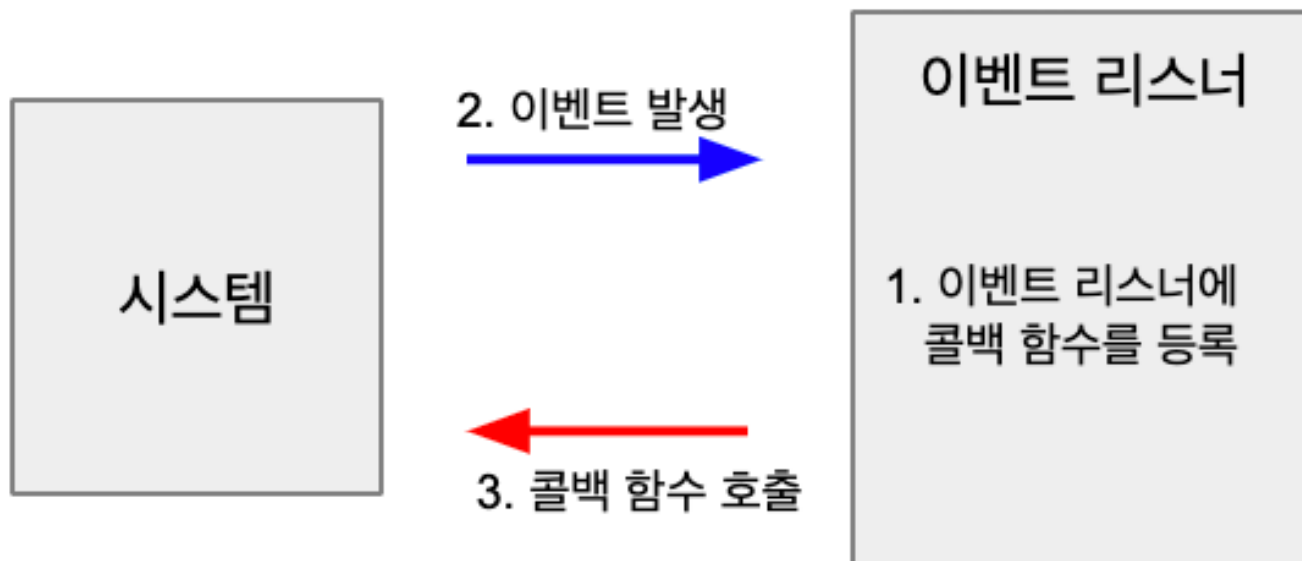 시스템
2. 이벤트 발생
3. 콜백 함수 호출
이벤트 리스너
1. 이벤트 리스너에
콜백 함수를 등록